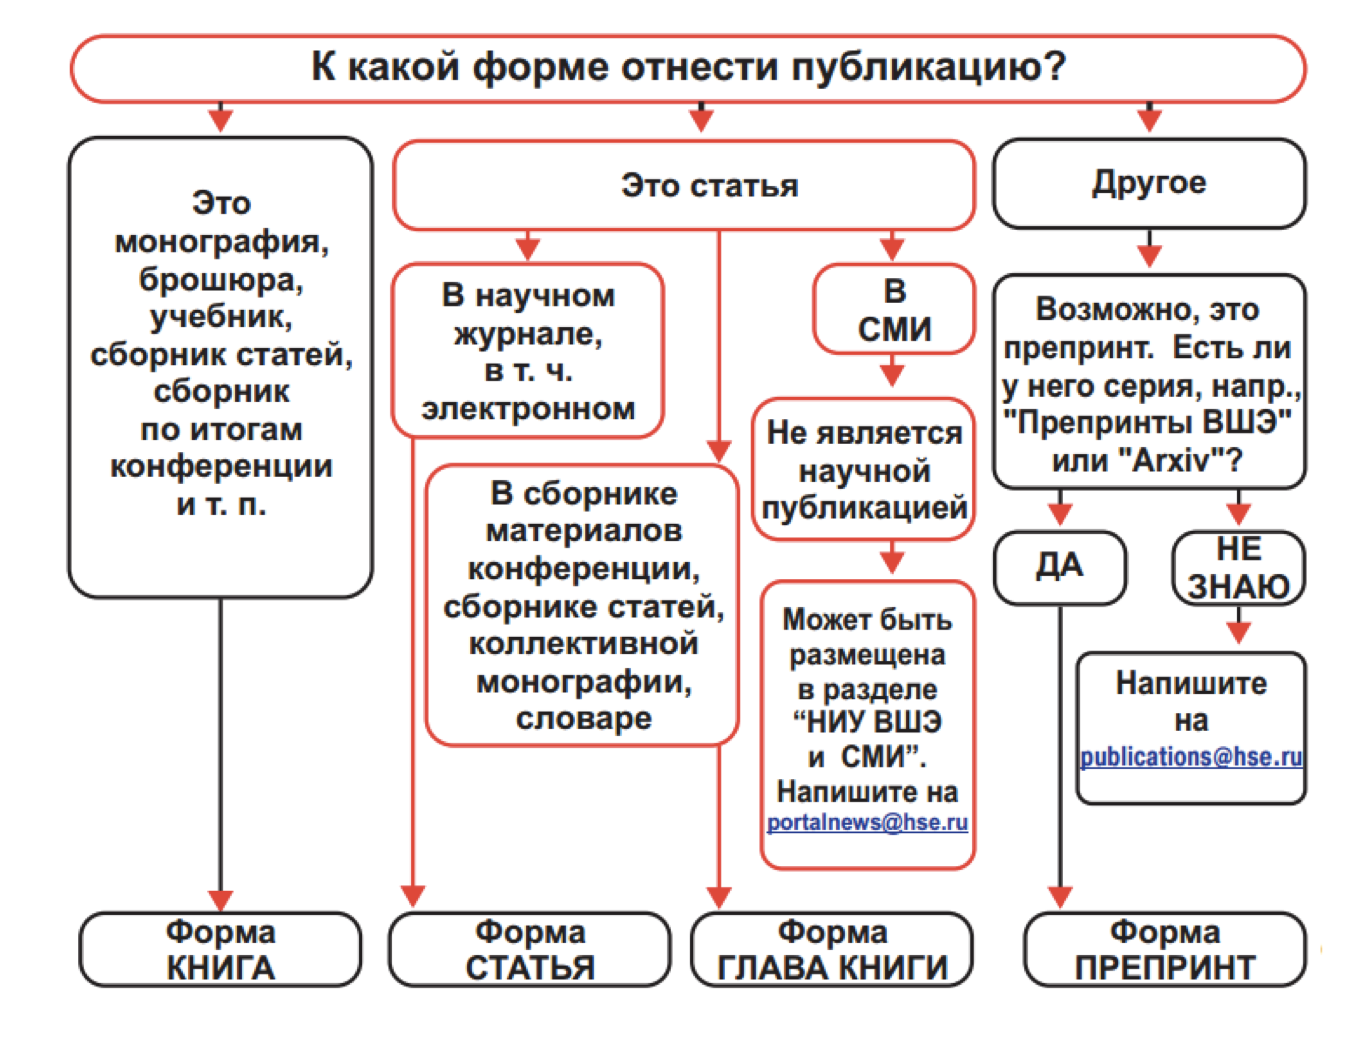 К какой форме отнести публикацию?
Это
монография,
брошюра,
учебник,
сборник статей,
сборник
по итогам
конференции
и т. п.
Форма
КНИГА
Это статья
В научном
журнале,
в т. ч.
электронном
Форма
СТАТЬЯ
В сборнике
материалов
конференции,
сборнике статей,
коллективной
монографии,
словаре
Форма
ГЛАВА КНИГИ
В
СМИ
Не является
научной
публикацией
Может быть
размещена
в разделе
“НИУ ВШЭ
и СМИ”.
Напишите на
portalnews@hse.ru
Другое
Возможно, это
препринт. Есть ли
у него серия, напр.,
"Препринты ВШЭ"
или "Arxiv"?
ДА
Форма
ПРЕПРИНТ
НЕ
ЗНАЮ
Напишите
на
publications@hse.ru